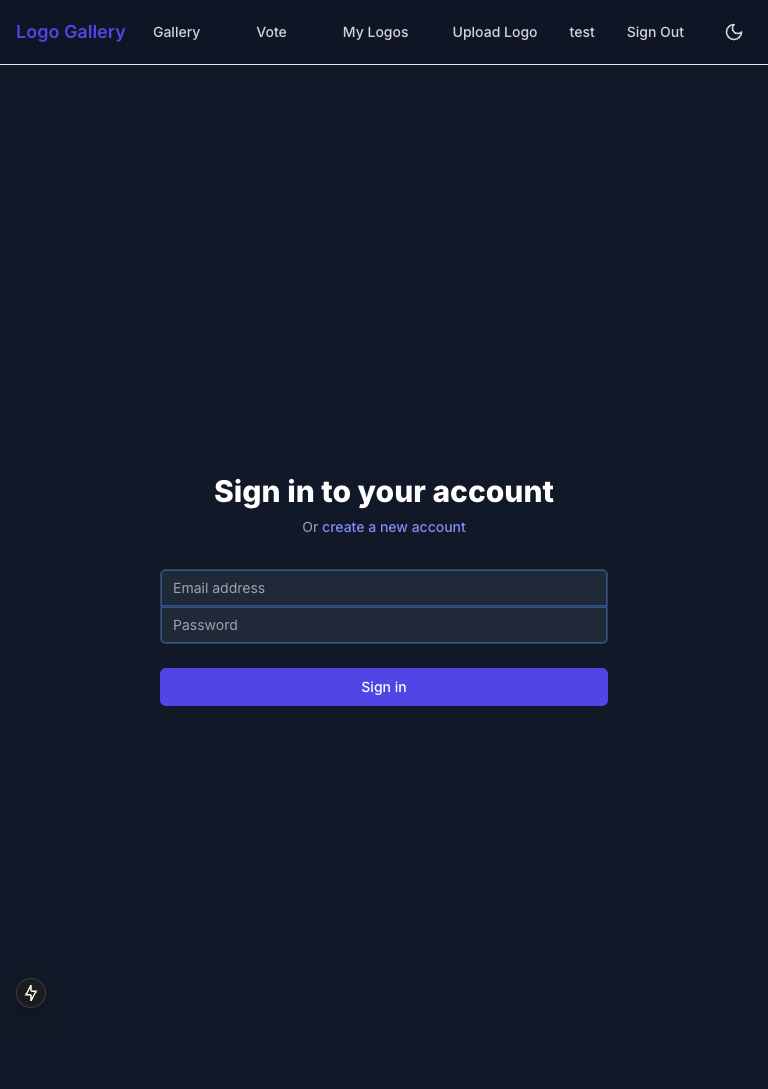 Logo Gallery Gallery Vote My Logos Upload Logo test Sign Out
Sign in to your account
Or create a new account
Email address
Password
Sign in